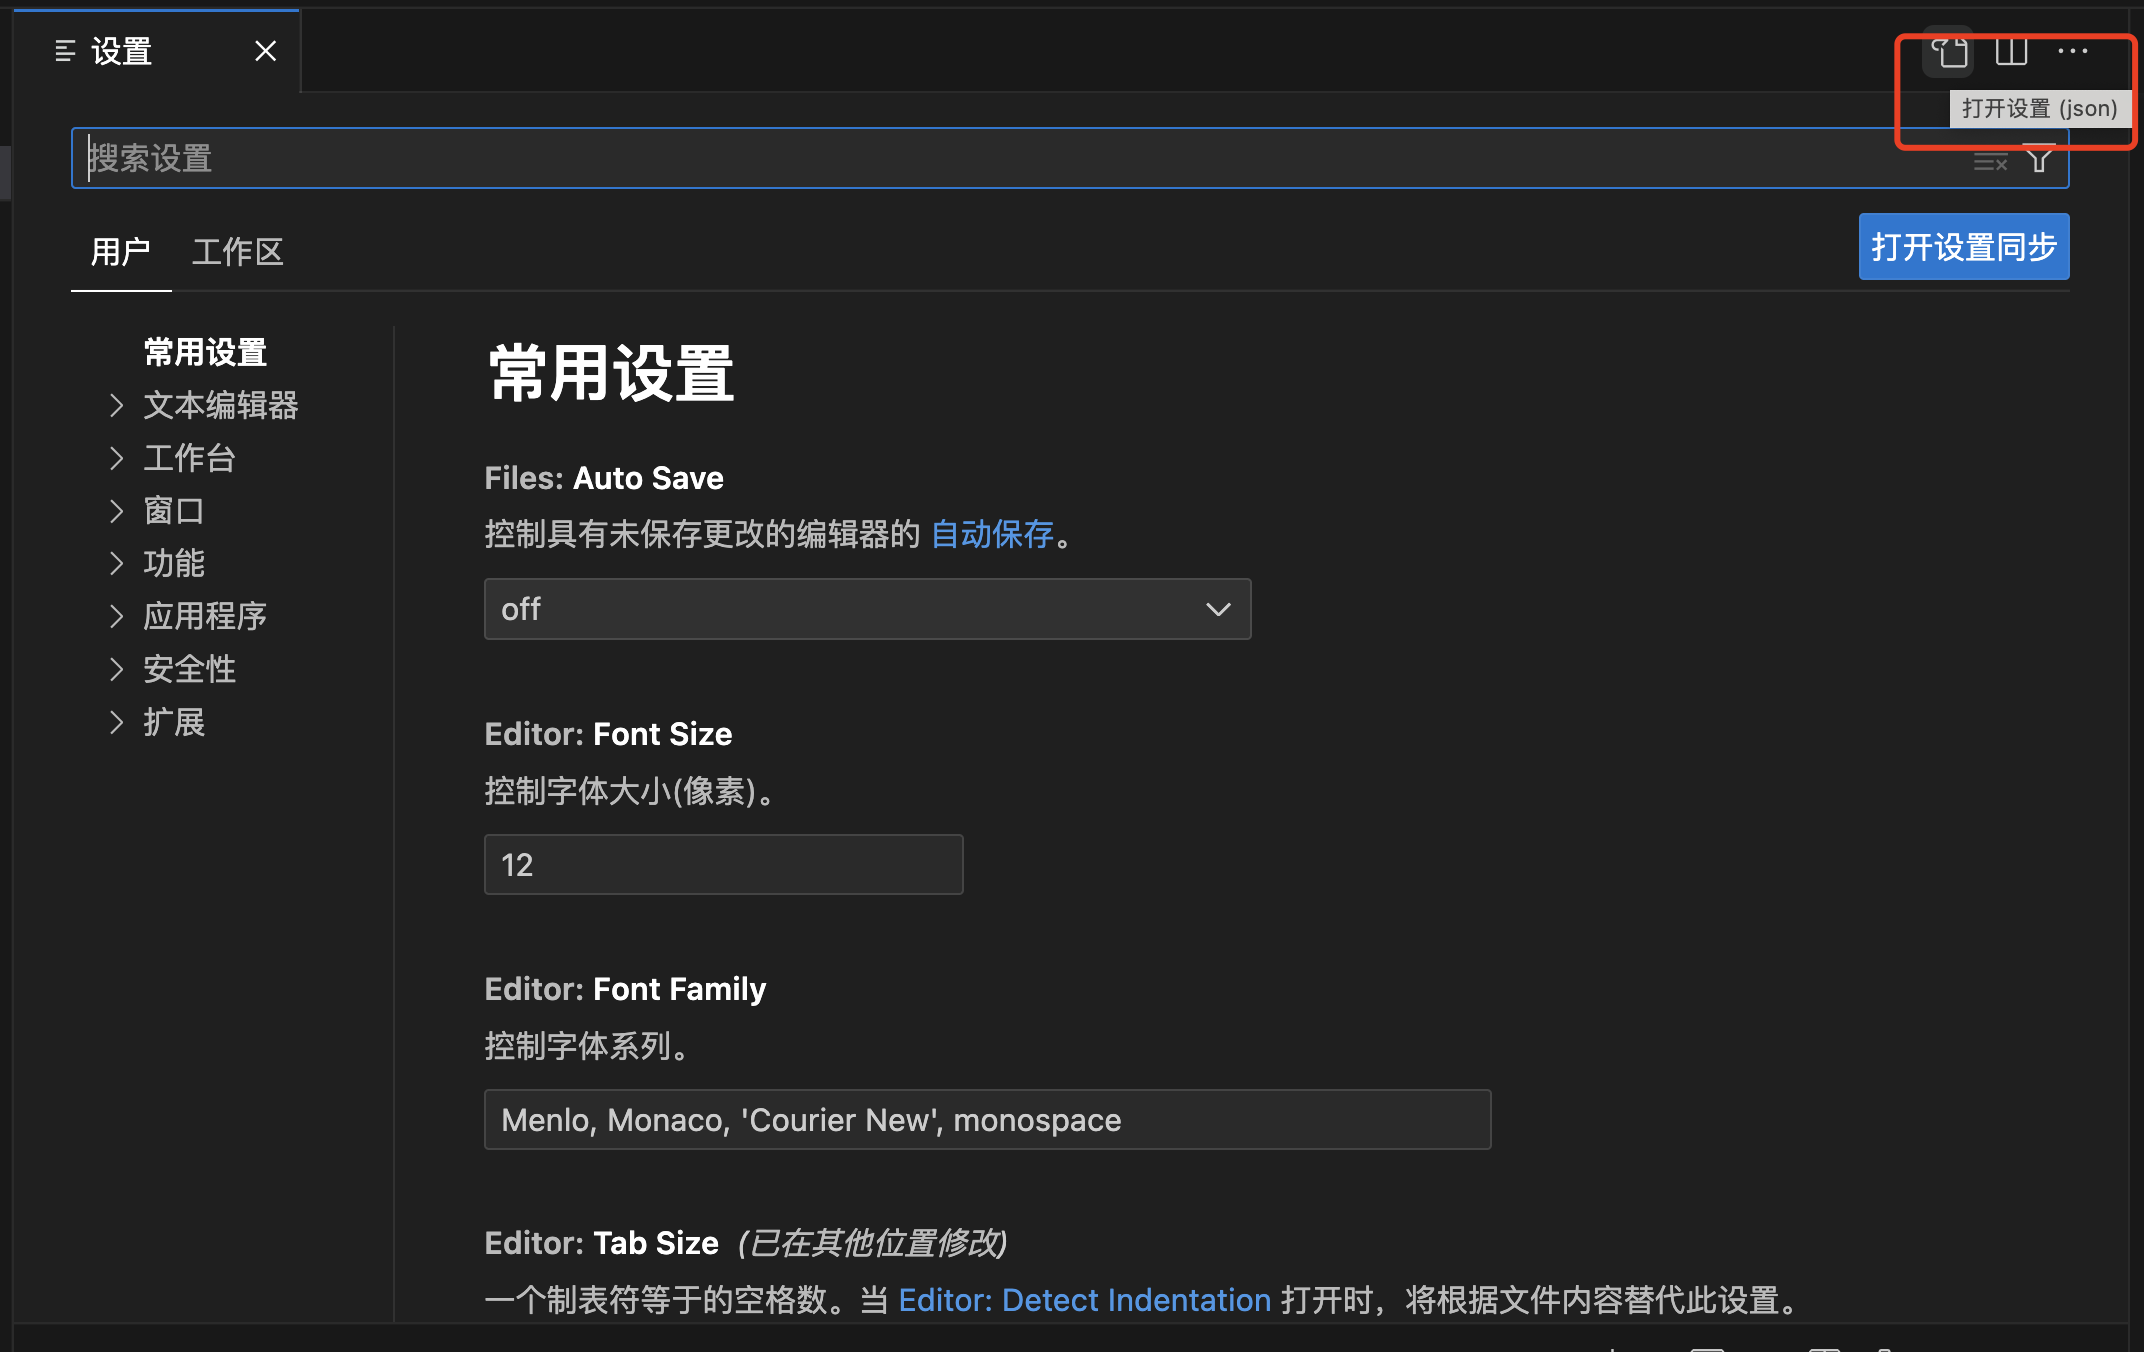 设置
打开设置 (json)
搜索设置
用户 工作区
打开设置同步
常用设置
文本编辑器
工作台
窗口
功能
应用程序
安全性
扩展
常用设置
Files: Auto Save
控制具有未保存更改的编辑器的 自动保存。
off
Editor: Font Size
控制字体大小(像素)。
12
Editor: Font Family
控制字体系列。
Menlo, Monaco, 'Courier New', monospace
Editor: Tab Size (已在其他位置修改)
一个制表符等于的空格数。当 Editor: Detect Indentation 打开时，将根据文件内容替代此设置。